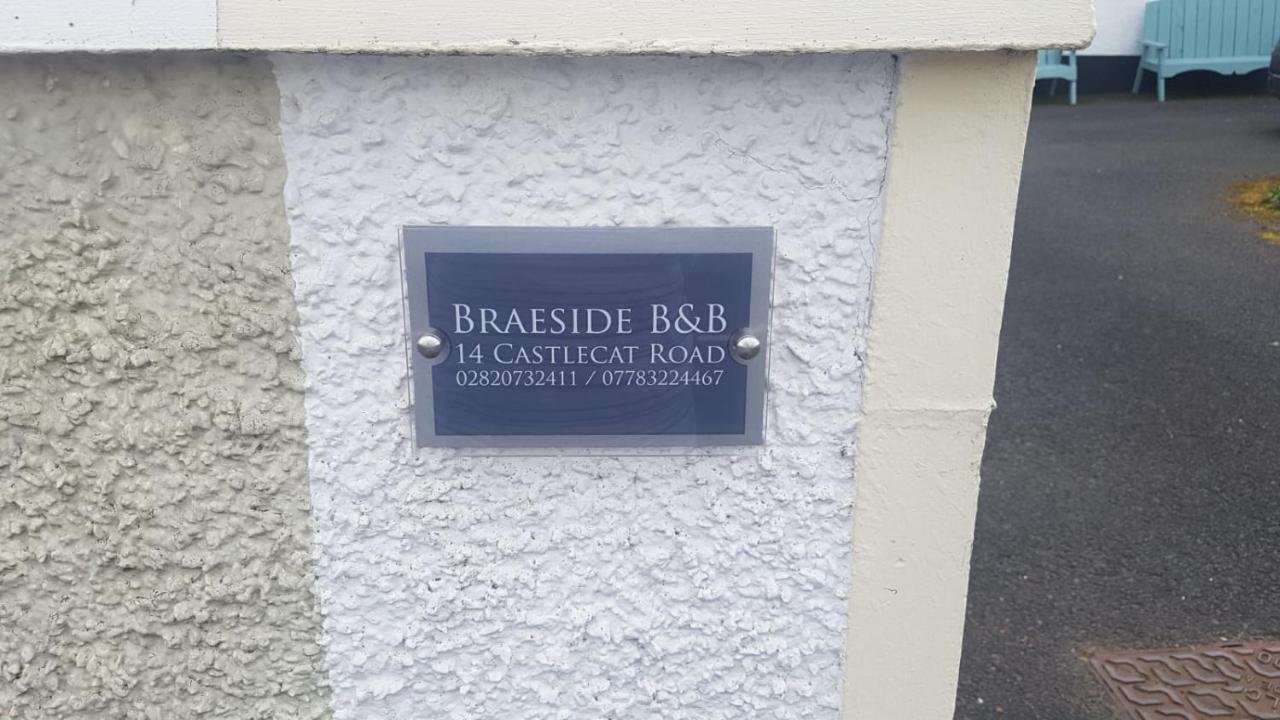 BRAESIDE B&B
14 CASTLECAT ROAD
02820732411 / 07783224467